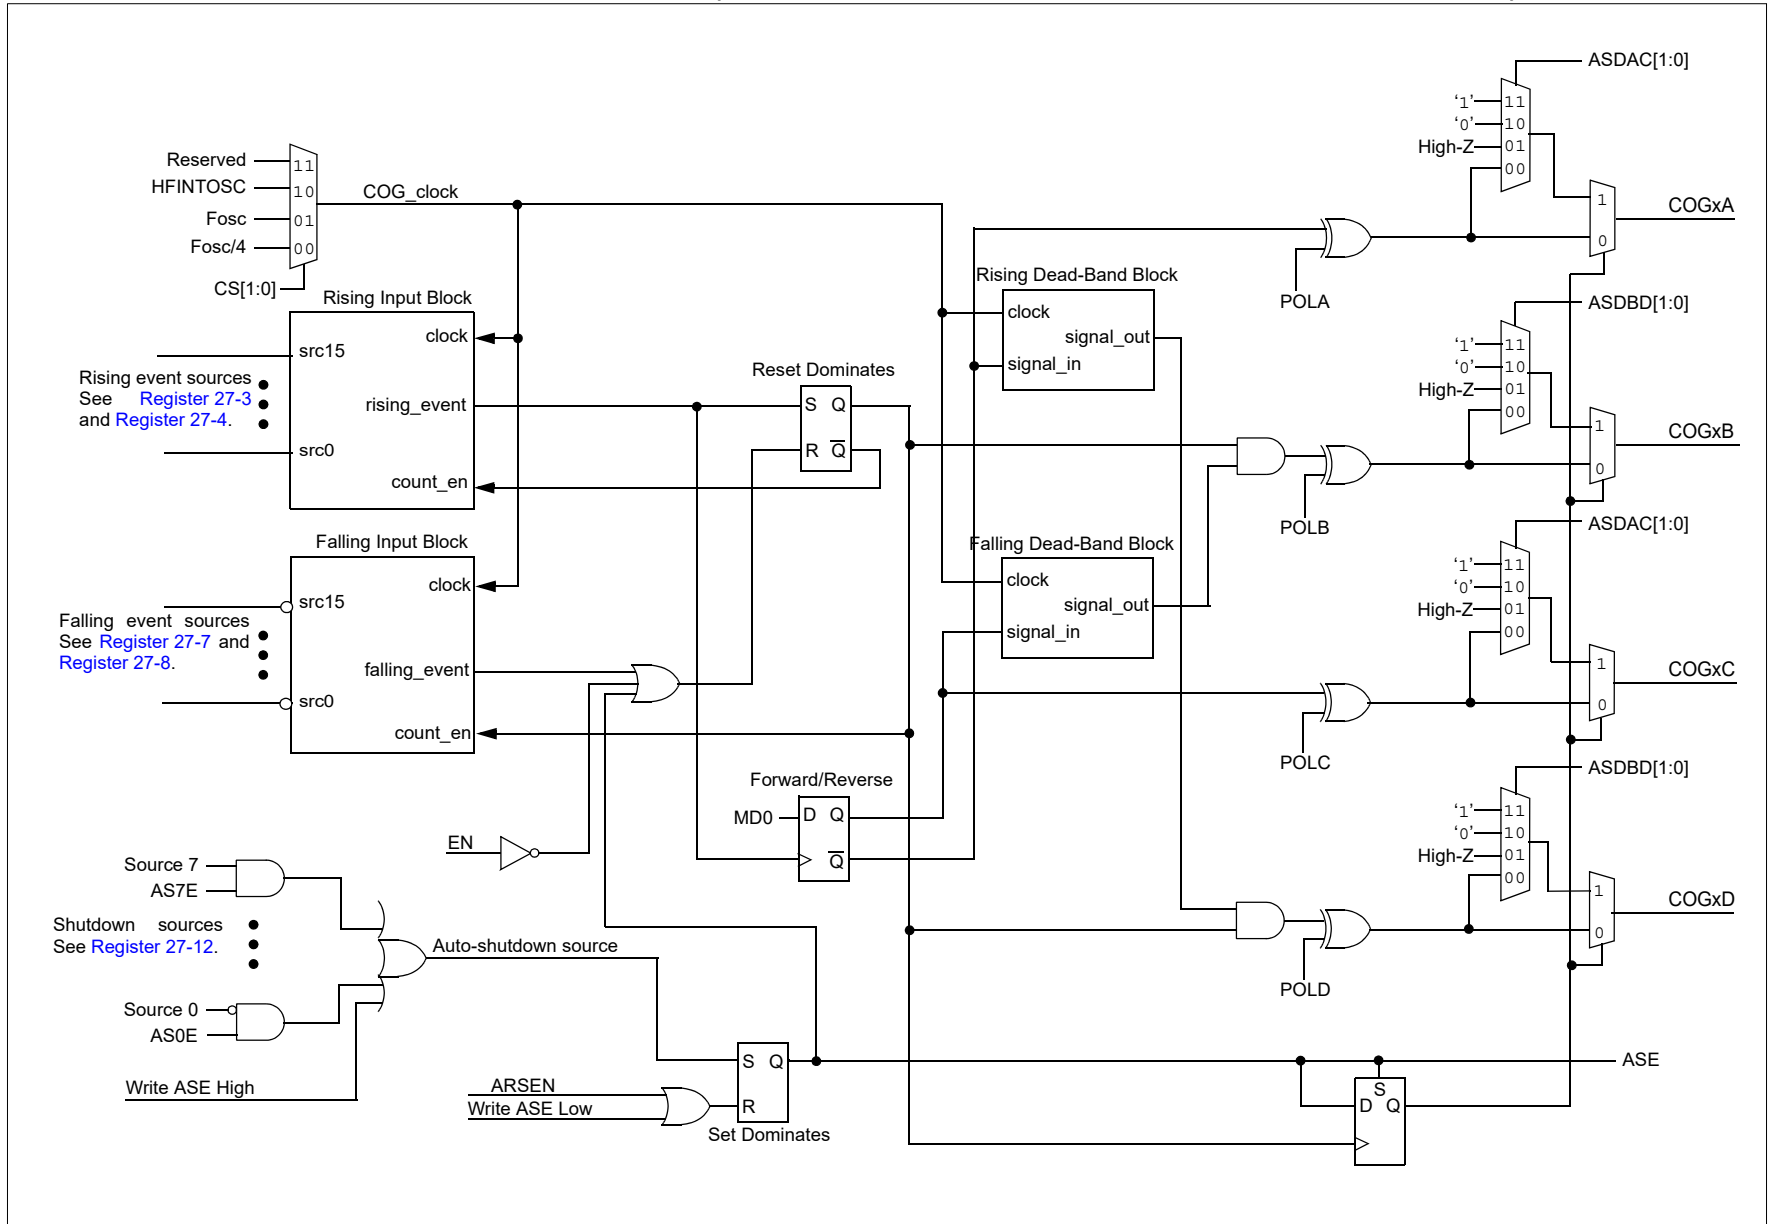 ASDAC[1:0]
‘1’
11
‘0’
10
High-Z
01
00
1
COGxA
0
POLA
Reserved
11
HFINTOSC
10
COG_clock
Fosc
01
Fosc/4
00
CS[1:0]
Rising Input Block
clock
src15
Rising event sources
See Register 27-3
and Register 27-4.
rising_event
src0
count_en
Reset Dominates
S Q
R Q
Rising Dead-Band Block
clock
signal_out
signal_in
ASDBD[1:0]
‘1’
11
‘0’
10
High-Z
01
00
1
COGxB
0
POLB
Falling Input Block
clock
src15
Falling event sources
See Register 27-7 and
Register 27-8.
falling_event
src0
count_en
Falling Dead-Band Block
clock
signal_out
signal_in
ASDAC[1:0]
‘1’
11
‘0’
10
High-Z
01
00
1
COGxC
0
POLC
Forward/Reverse
MD0
D Q
Q
EN
ASDBD[1:0]
‘1’
11
‘0’
10
High-Z
01
00
1
COGxD
0
POLD
Source 7
AS7E
Shutdown sources
See Register 27-12.
Auto-shutdown source
Source 0
AS0E
Write ASE High
ARSEN
Write ASE Low
S Q
R
Set Dominates
ASE
S
D Q